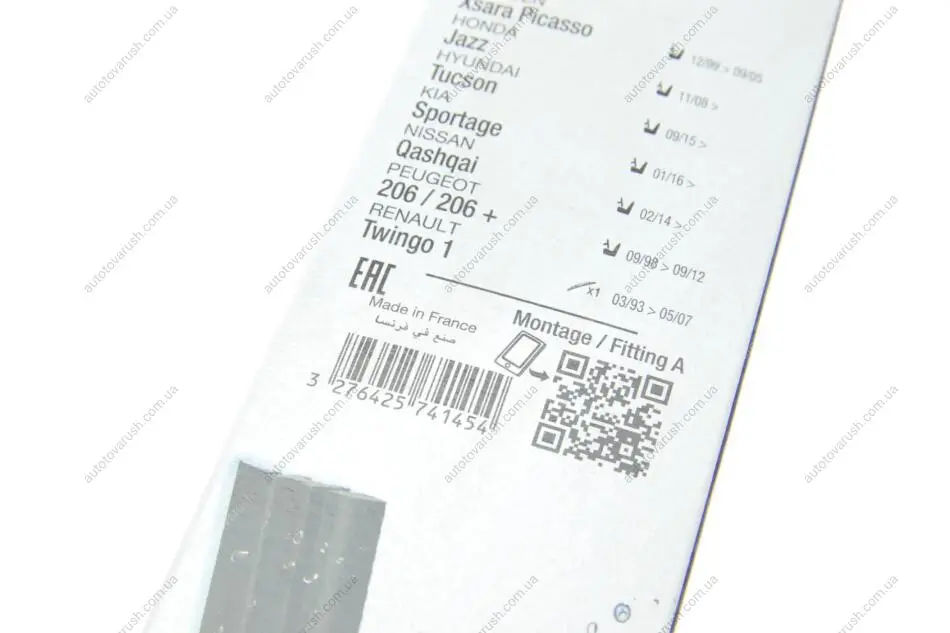 Xsara Picasso
HONDA
Jazz
HYUNDAI
Tucson
KIA
Sportage
NISSAN
Qashqai
PEUGEOT
206 / 206 +
RENAULT
Twingo 1
12/99 > 09/05
11/08 >
09/15 >
01/16 >
02/14 >
09/98 > 09/12
x1 03/93 > 05/07
EAC
Made in France
صنع في فرنسا
Montage / Fitting A
3 276425 741454
autotovarush.com.ua